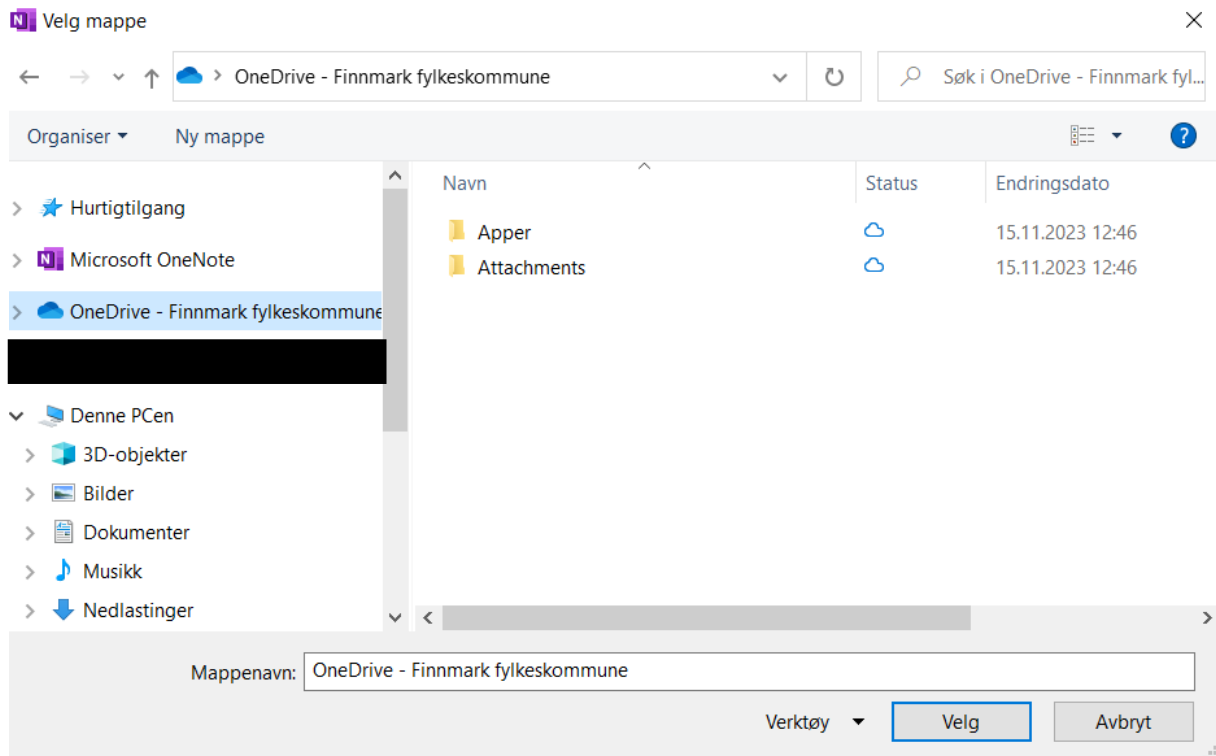 Velg mappe
OneDrive - Finnmark fylkeskommune
Søk i OneDrive - Finnmark fyl...
Organiser
Ny mappe
Navn Status Endringsdato
Hurtigtilgang
Microsoft OneNote
OneDrive - Finnmark fylkeskommune
Denne PCen
3D-objekter
Bilder
Dokumenter
Musikk
Nedlastinger
Apper 15.11.2023 12:46
Attachments 15.11.2023 12:46
Mappenavn: OneDrive - Finnmark fylkeskommune
Verktøy Velg Avbryt